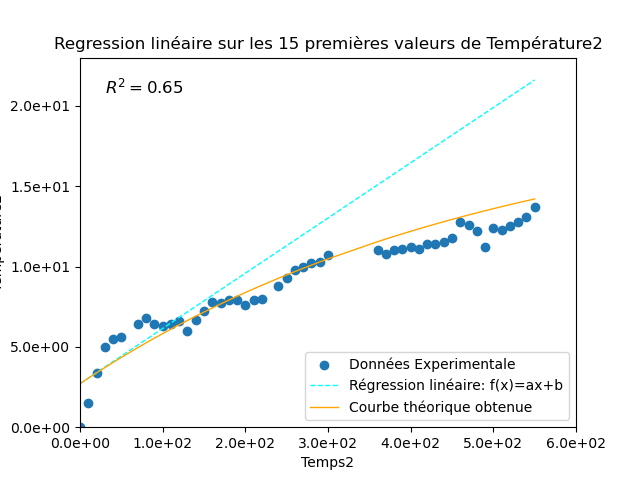 Regression linéaire sur les 15 premières valeurs de Température2
R² = 0.65
2.0e+01
1.5e+01
1.0e+01
5.0e+00
0.0e+00
Données Experimentale
Régression linéaire: f(x)=ax+b
Courbe théorique obtenue
0.0e+00 1.0e+02 2.0e+02 3.0e+02 4.0e+02 5.0e+02 6.0e+02
Temps2